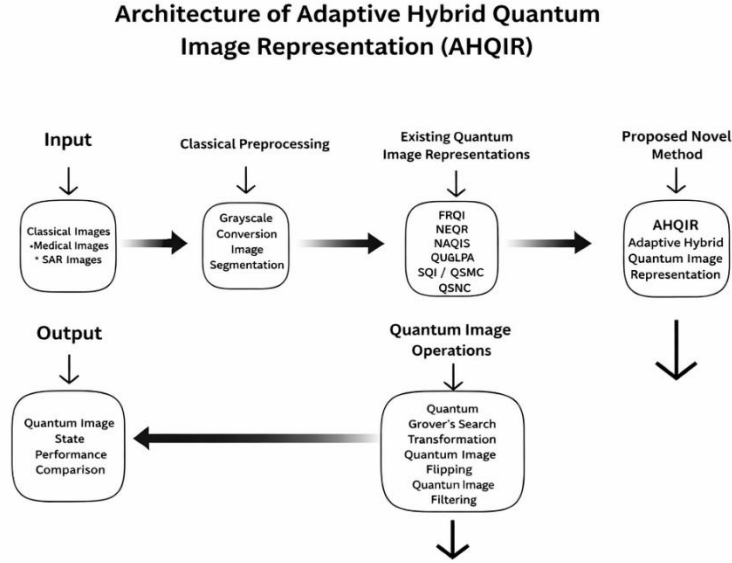 Architecture of Adaptive Hybrid Quantum
Image Representation (AHQIR)
Input
Classical Images
•Medical Images
* SAR Images
Classical Preprocessing
Grayscale
Conversion
Image
Segmentation
Existing Quantum
Image Representations
FRQI
NEQR
NAQIS
QUGLPA
SQI / QSMC
QSNC
Proposed Novel
Method
AHQIR
Adaptive Hybrid
Quantum Image
Representation
Output
Quantum Image
State
Performance
Comparison
Quantum Image
Operations
Quantum
Grover's Search
Transformation
Quantum Image
Flipping
Quantun Image
Filtering